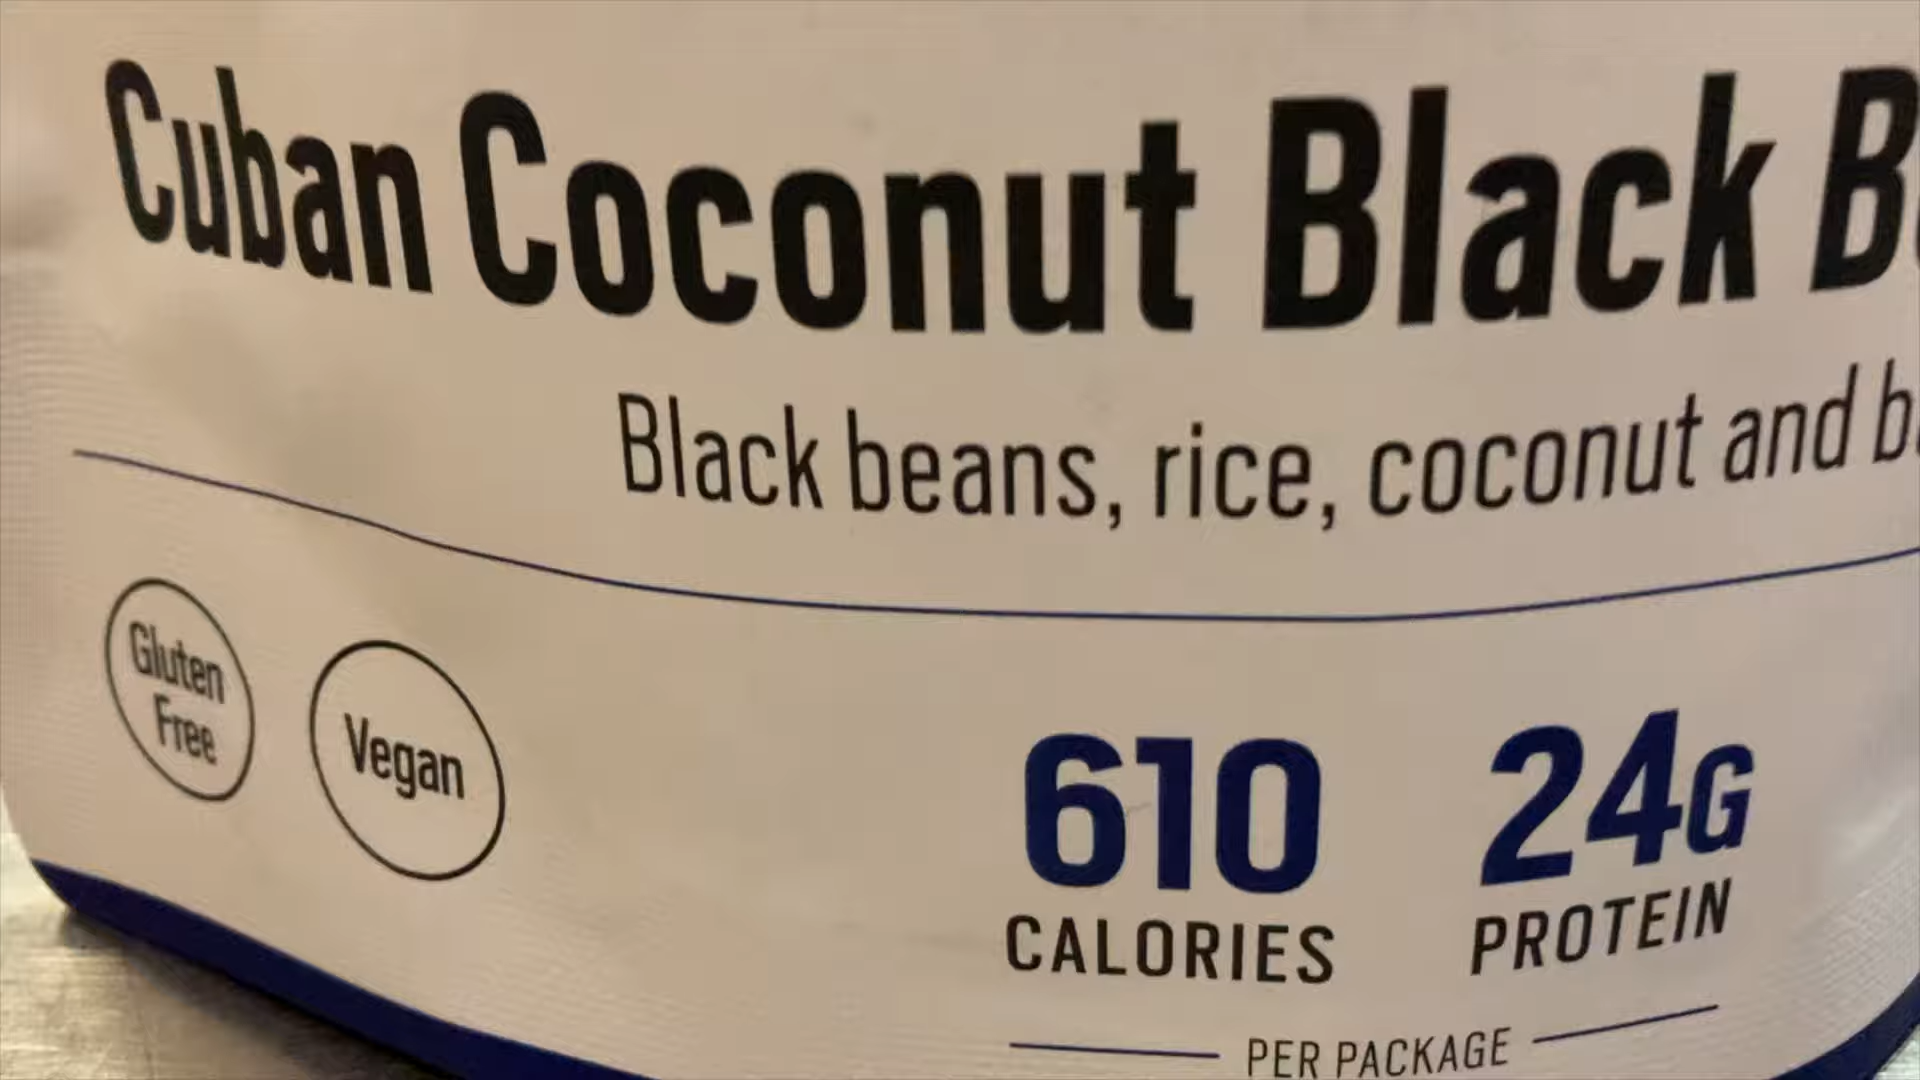 Cuban Coconut Black
Black beans, rice, coconut and
Gluten
Free
Vegan
610
CALORIES
24G
PROTEIN
PER PACKAGE